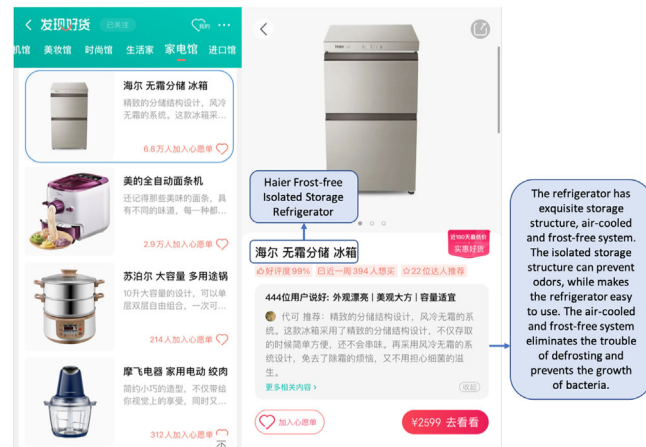 发现好货
已关注
我的
机馆 美妆馆 时尚馆 生活家 家电馆 进口馆
海尔 无霜分储 冰箱
精致的分储结构设计，风冷
无霜的系统。这款冰箱采...
6.8万人加入心愿单
美的全自动面条机
还记得那些美味的面条，具
有不同的味道，每一种都...
2.9万人加入心愿单
苏泊尔 大容量 多用途锅
10升大容量的设计，可以单
层双层自由组合，一次可...
214人加入心愿单
摩飞电器 家用电动 绞肉
简约小巧的造型，不仅带给
你视觉上的享受，同时又...
312人加入心愿单
Haier Frost-free
Isolated Storage
Refrigerator
近180天最低价
实惠好货
海尔 无霜分储 冰箱
好评度99% 近一周394人想买 22位达人推荐
444位用户说好: 外观漂亮 | 美观大方 | 容量适宜
代可 推荐：精致的分储结构设计，风冷无霜的系
统。这款冰箱采用了精致的分储结构设计，不仅存取
的时候简单方便，还不会串味。再采用风冷无霜的系
统设计，免去了除霜的烦恼，又不用担心细菌的滋
生。
更多相关内容 >
收起
加入心愿单
¥2599 去看看
The refrigerator has
exquisite storage
structure, air-cooled
and frost-free system.
The isolated storage
structure can prevent
odors, while makes
the refrigerator easy
to use. The air-cooled
and frost-free system
eliminates the trouble
of defrosting and
prevents the growth
of bacteria.